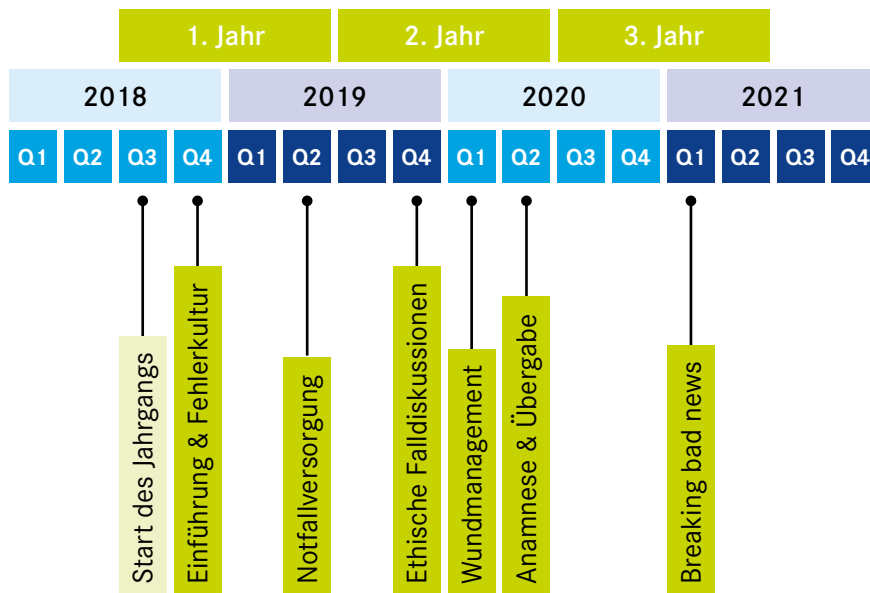 1. Jahr 2. Jahr 3. Jahr
2018 2019 2020 2021
Q1 Q2 Q3 Q4 Q1 Q2 Q3 Q4 Q1 Q2 Q3 Q4 Q1 Q2 Q3 Q4
Start des Jahrgangs
Einführung & Fehlerkultur
Notfallversorgung
Ethische Falldiskussionen
Wundmanagement
Anamnese & Übergabe
Breaking bad news